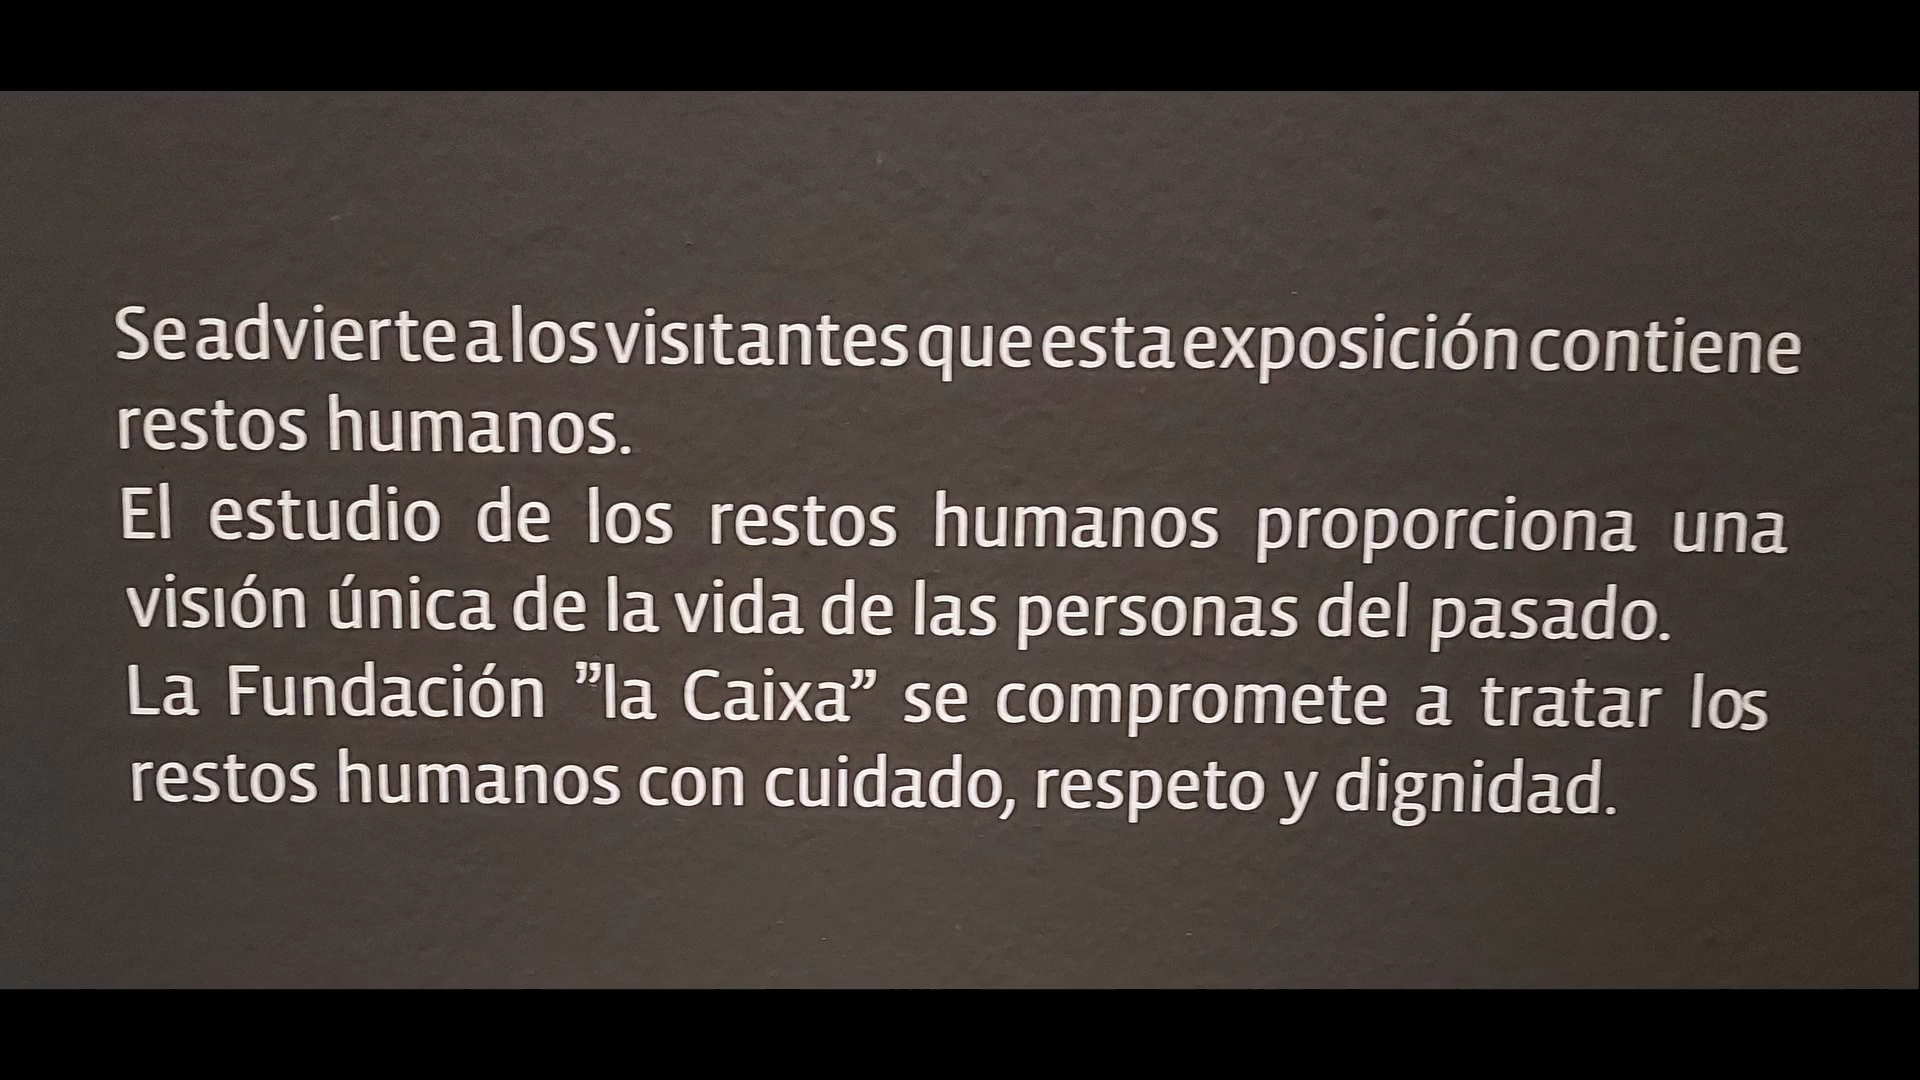 Se advierte a los visitantes que esta exposición contiene
restos humanos.
El estudio de los restos humanos proporciona una
visión única de la vida de las personas del pasado.
La Fundación ”la Caixa” se compromete a tratar los
restos humanos con cuidado, respeto y dignidad.